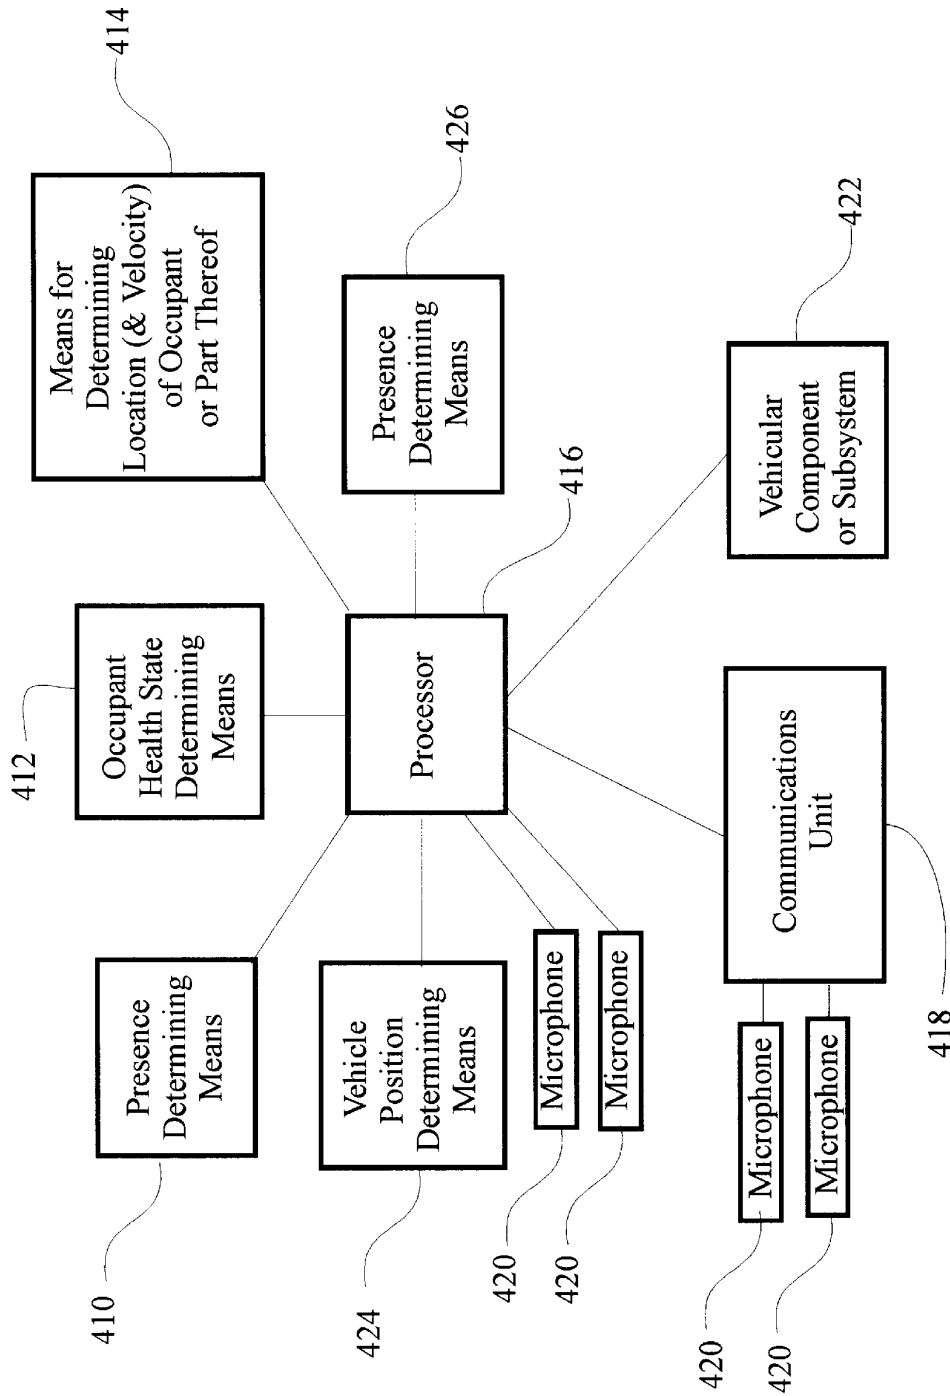 410
Presence
Determining
Means
412
Occupant
Health State
Determining
Means
414
Means for
Determining
Location (& Velocity)
of Occupant
or Part Thereof
424
Vehicle
Position
Determining
Means
Processor
416
Presence
Determining
Means
426
420
Microphone
420
Microphone
420
Microphone
420
Microphone
Communications
Unit
418
Vehicular
Component
or Subsystem
422